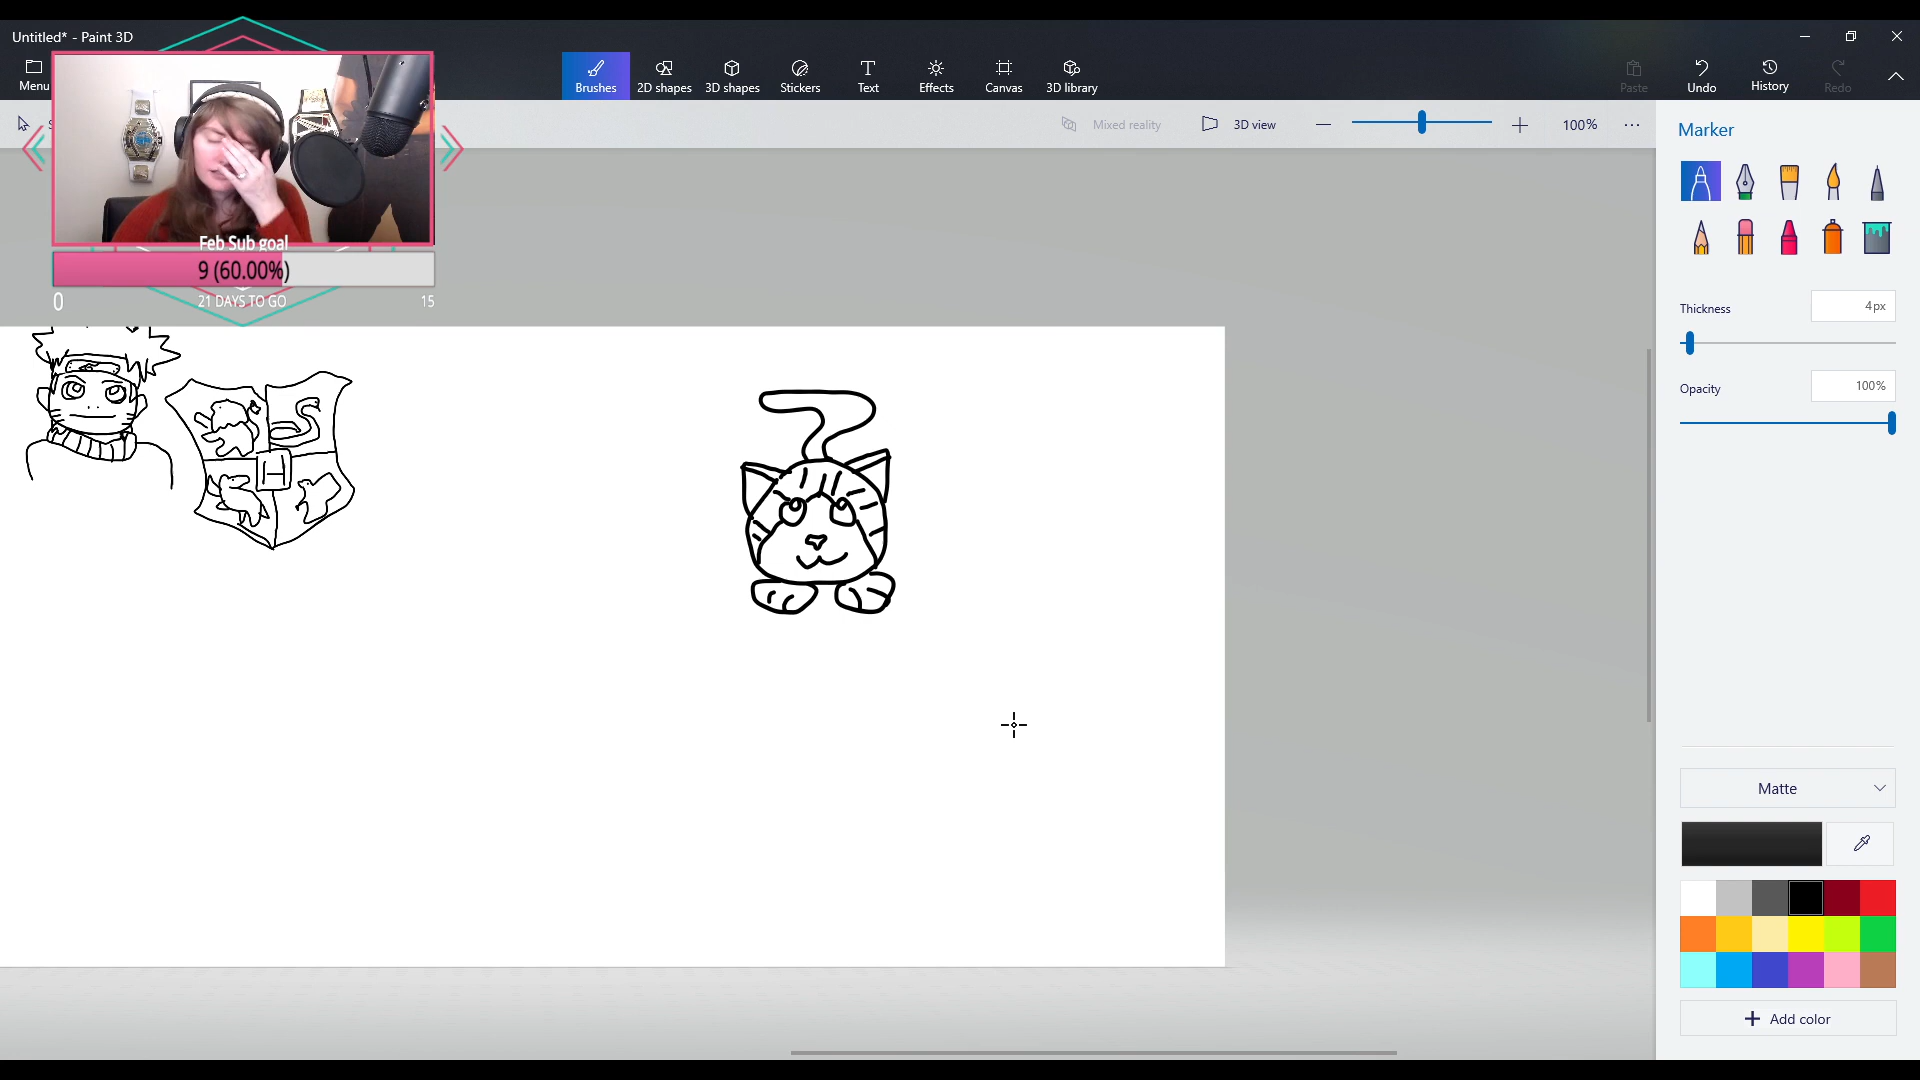 Untitled* - Paint 3D
Menu
Brushes
2D shapes
3D shapes
Stickers
Text
Effects
Canvas
3D library
Paste
Undo
History
Redo
Mixed reality
3D view
100%
Marker
Thickness
4px
Opacity
100%
Feb Sub goal
9 (60.00%)
0
21 DAYS TO GO
15
S
H
Matte
Add color